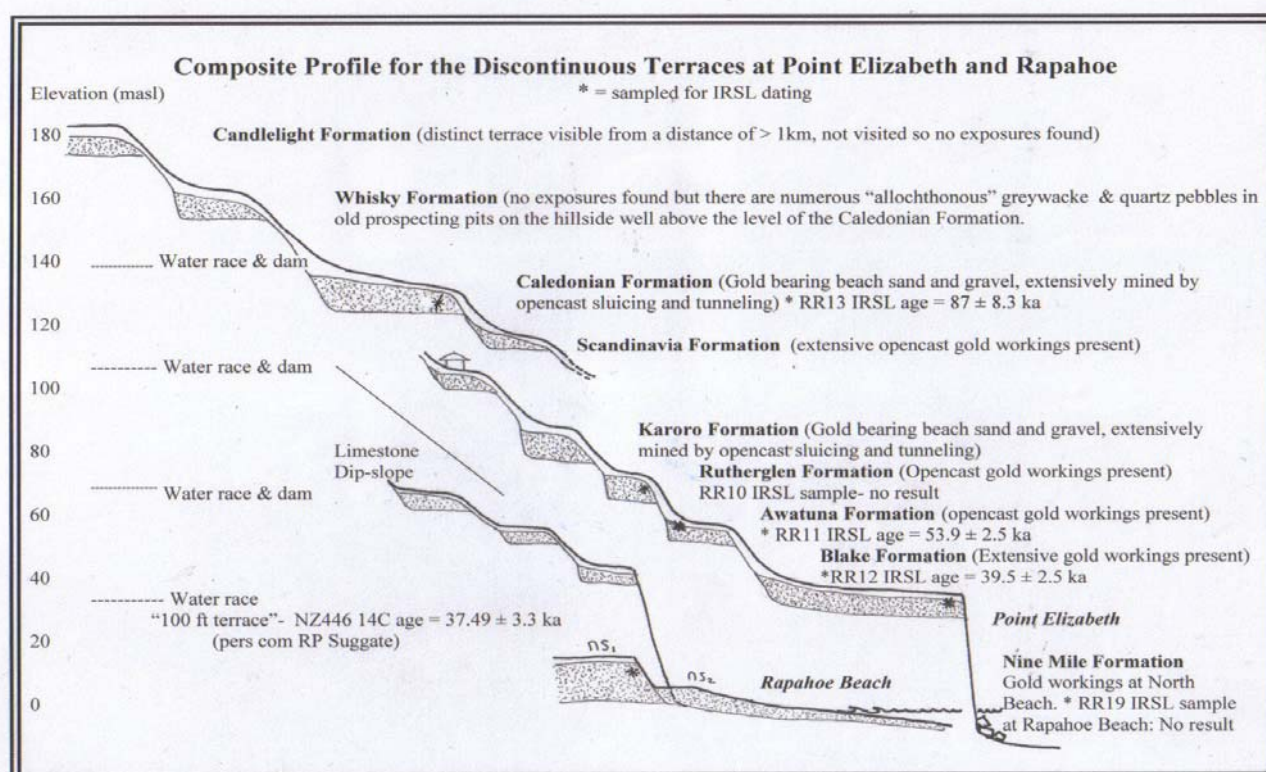 Composite Profile for the Discontinuous Terraces at Point Elizabeth and Rapahoe
Elevation (masl)
* = sampled for IRSL dating
180
Candlelight Formation (distinct terrace visible from a distance of > 1km, not visited so no exposures found)
160
Whisky Formation (no exposures found but there are numerous “allochthonous” greywacke & quartz pebbles in
old prospecting pits on the hillside well above the level of the Caledonian Formation.
140
Water race & dam
Caledonian Formation (Gold bearing beach sand and gravel, extensively mined by
opencast sluicing and tunneling) * RR13 IRSL age = 87 ± 8.3 ka
120
Scandinavia Formation (extensive opencast gold workings present)
Water race & dam
100
Karoro Formation (Gold bearing beach sand and gravel, extensively
mined by opencast sluicing and tunneling)
80
Limestone
Dip-slope
Rutherglen Formation (Opencast gold workings present)
RR10 IRSL sample- no result
Water race & dam
60
Awatuna Formation (opencast gold workings present)
* RR11 IRSL age = 53.9 ± 2.5 ka
Blake Formation (Extensive gold workings present)
*RR12 IRSL age = 39.5 ± 2.5 ka
40
Water race
“100 ft terrace”- NZ446 14C age = 37.49 ± 3.3 ka
(pers com RP Suggate)
Point Elizabeth
20
ns1
ns2
Rapahoe Beach
Nine Mile Formation
Gold workings at North
Beach. * RR19 IRSL sample
at Rapahoe Beach: No result
0